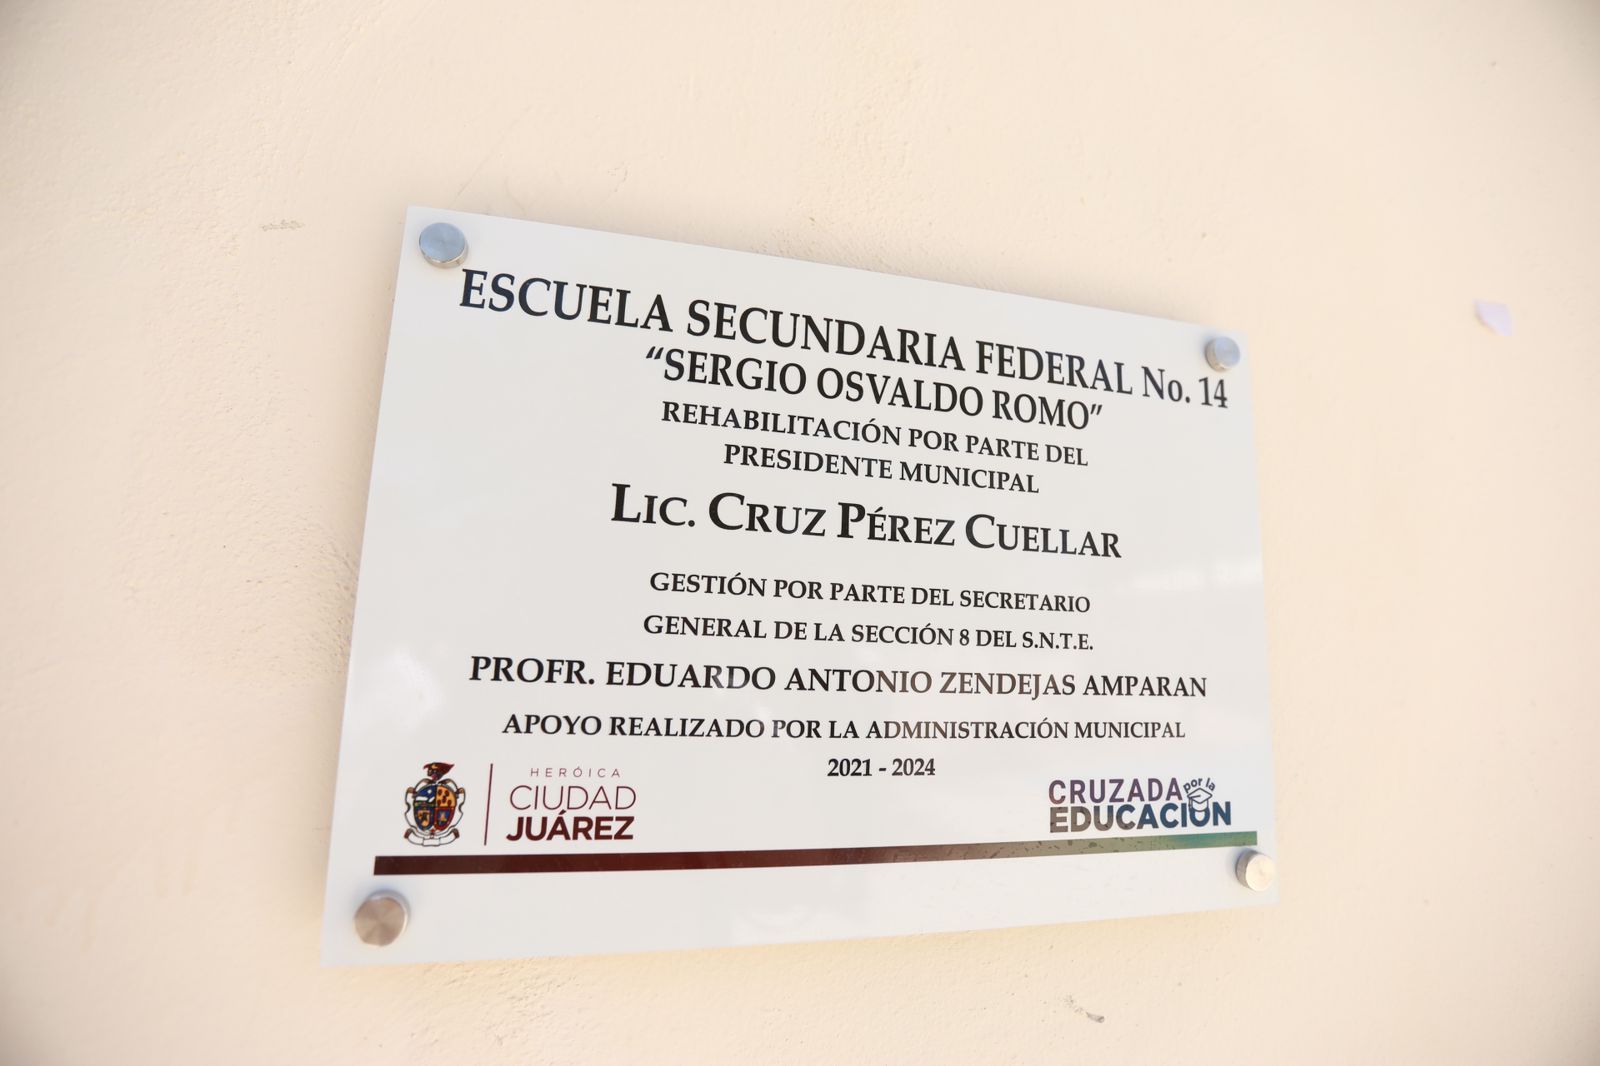 ESCUELA SECUNDARIA FEDERAL No. 14
“SERGIO OSVALDO ROMO”
REHABILITACIÓN POR PARTE DEL
PRESIDENTE MUNICIPAL
LIC. CRUZ PÉREZ CUELLAR
GESTIÓN POR PARTE DEL SECRETARIO
GENERAL DE LA SECCIÓN 8 DEL S.N.T.E.
PROFR. EDUARDO ANTONIO ZENDEJAS AMPARAN
APOYO REALIZADO POR LA ADMINISTRACIÓN MUNICIPAL
2021 - 2024
HERÓICA
CIUDAD
JUÁREZ
CRUZADA por la
EDUCACIÓN